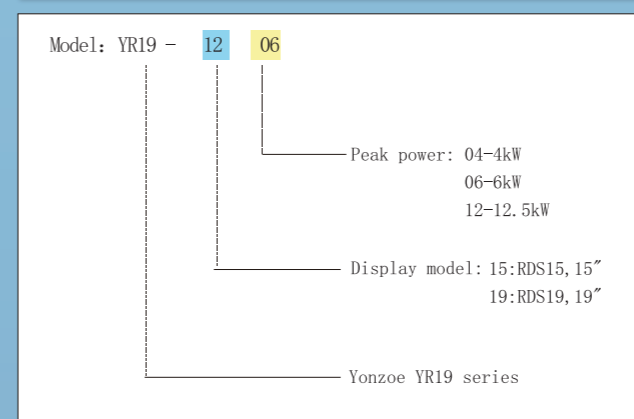 Model: YR19 - 12 06
Peak power: 04-4kW
06-6kW
12-12.5kW
Display model: 15:RDS15, 15″
19:RDS19, 19″
Yonzoe YR19 series